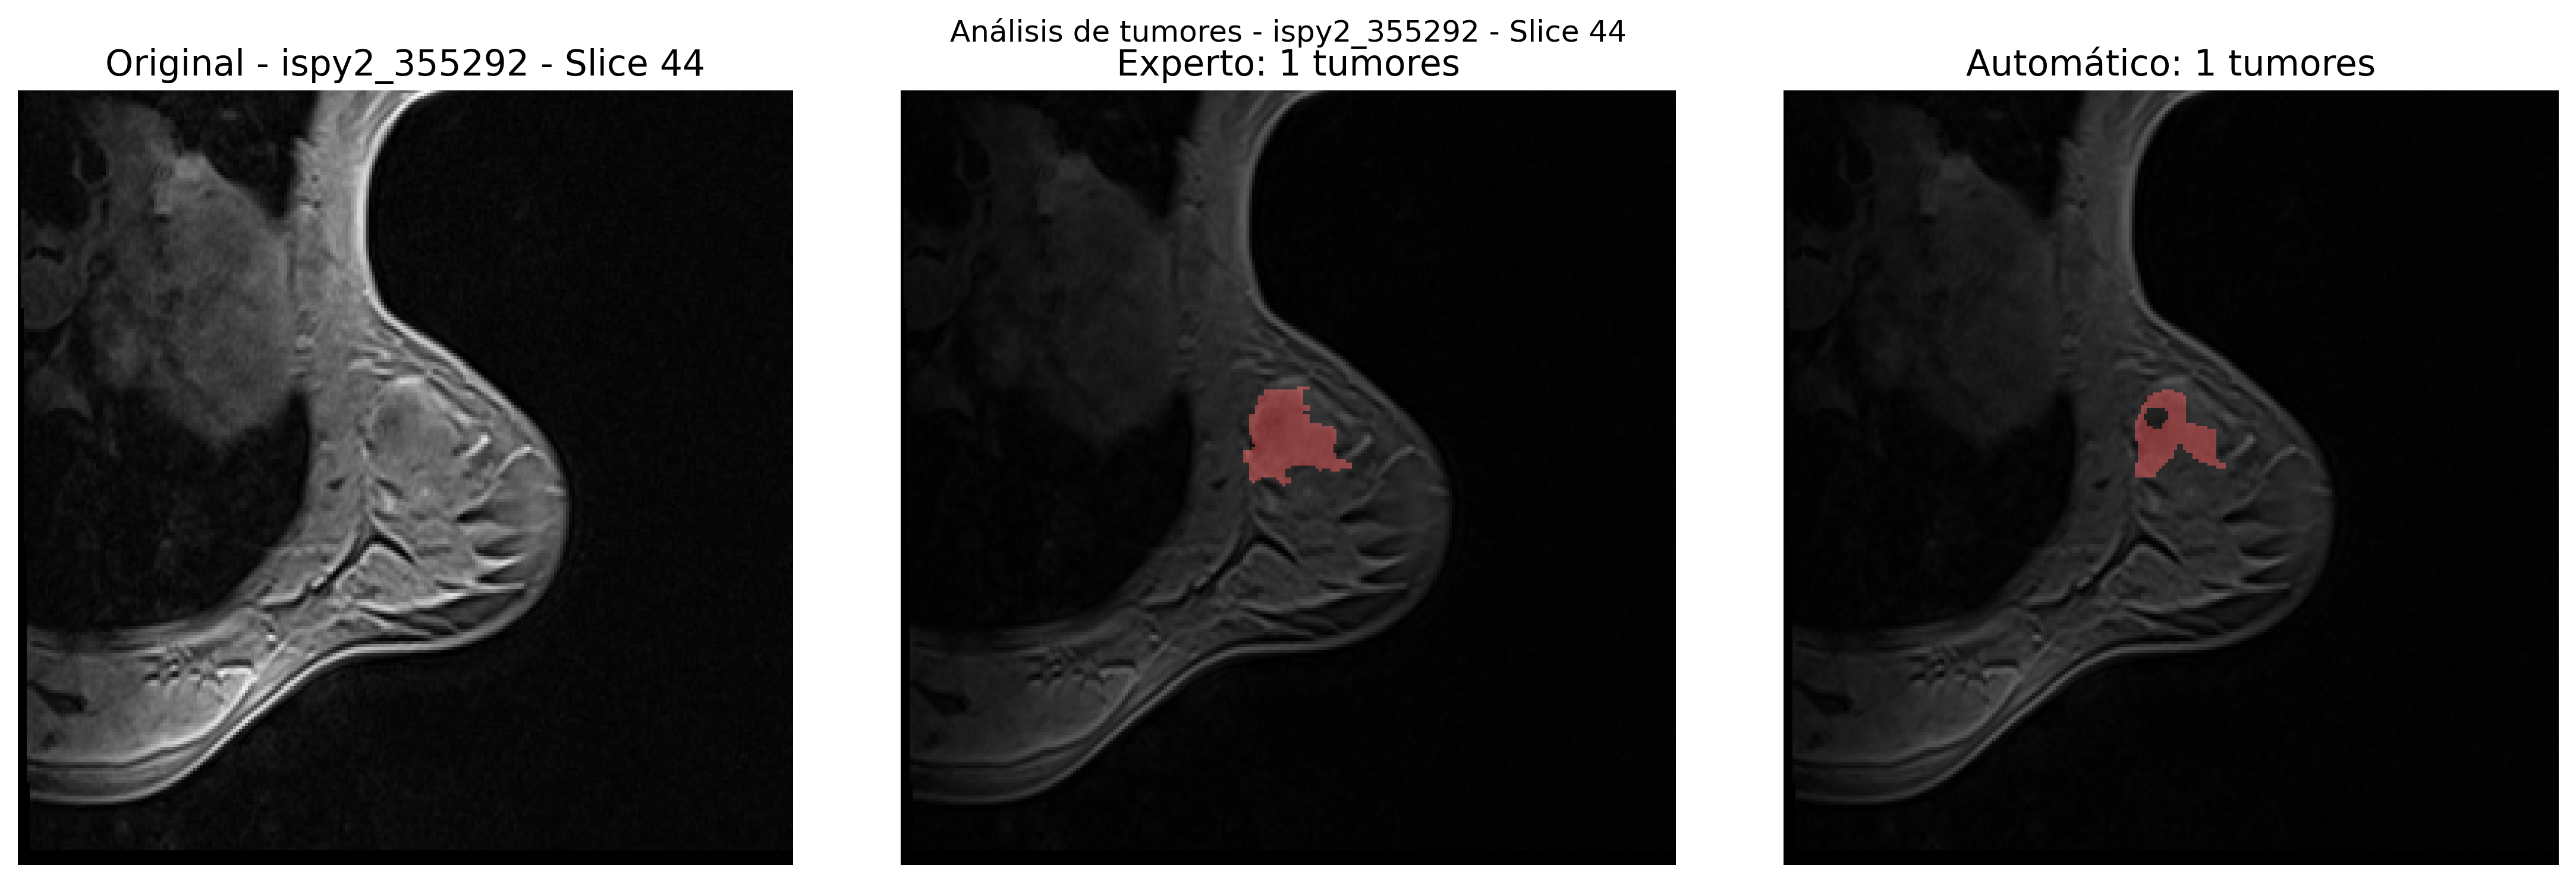 Análisis de tumores - ispy2_355292 - Slice 44
Original - ispy2_355292 - Slice 44
Experto: 1 tumores
Automático: 1 tumores